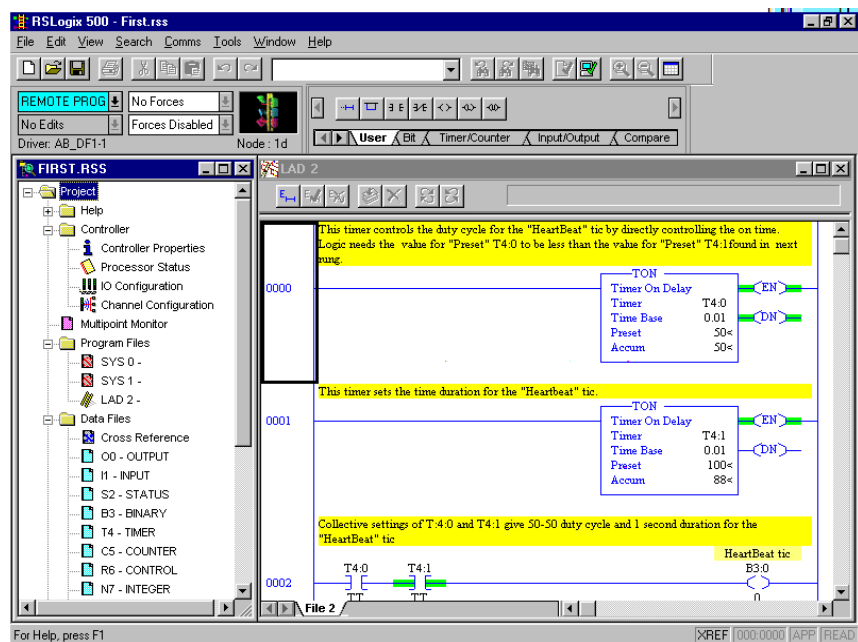 RSLogix 500 - First.rss
File Edit View Search Comms Tools Window Help
REMOTE PROG No Forces
No Edits Forces Disabled
Driver: AB_DF1-1 Node : 1d
User Bit Timer/Counter Input/Output Compare
FIRST.RSS
Project
Help
Controller
Controller Properties
Processor Status
IO Configuration
Channel Configuration
Multipoint Monitor
Program Files
SYS 0 -
SYS 1 -
LAD 2 -
Data Files
Cross Reference
O0 - OUTPUT
I1 - INPUT
S2 - STATUS
B3 - BINARY
T4 - TIMER
C5 - COUNTER
R6 - CONTROL
N7 - INTEGER
LAD 2
This timer controls the duty cycle for the "HeartBeat" tic by directly controlling the on time.
Logic needs the value for "Preset" T4:0 to be less than the value for "Preset" T4:1found in next
rung.
0000
TON
Timer On Delay EN
Timer T4:0
Time Base 0.01 DN
Preset 50<
Accum 50<
This timer sets the time duration for the "Heartbeat" tic.
0001
TON
Timer On Delay EN
Timer T4:1
Time Base 0.01 DN
Preset 100<
Accum 88<
Collective settings of T:4:0 and T4:1 give 50-50 duty cycle and 1 second duration for the
"HeartBeat" tic
HeartBeat tic
T4:0 T4:1 B3:0
0002
TT TT 0
File 2
For Help, press F1 XREF 000:0000 APP READ